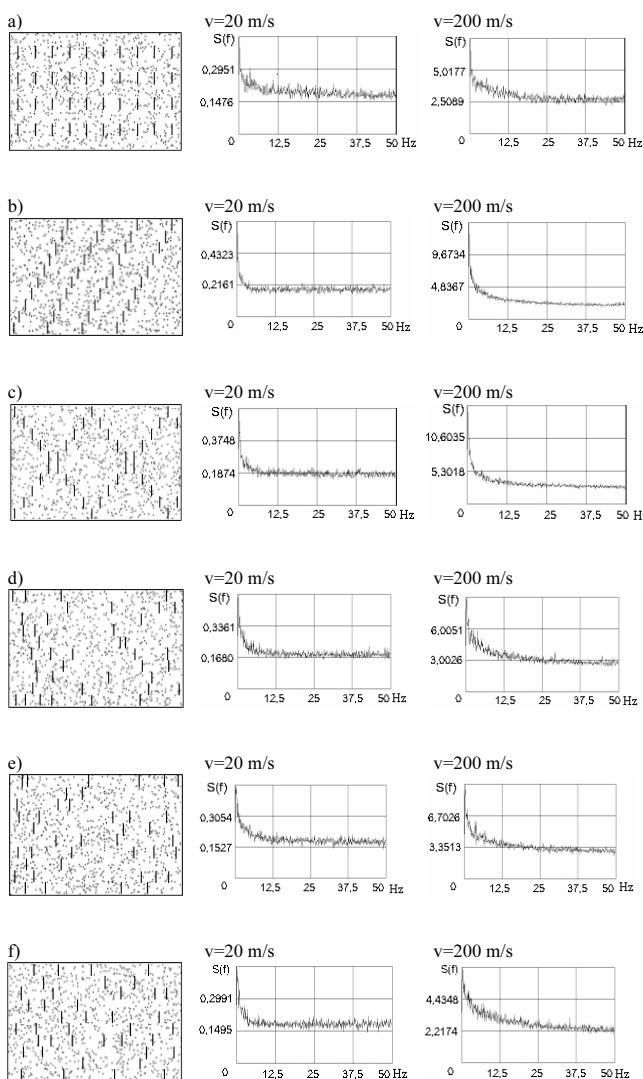 a)
v=20 m/s
v=200 m/s
S(f)
0,2951
0,1476
0
12,5
25
37,5
50 Hz
S(f)
5,0177
2,5089
0
12,5
25
37,5
50 Hz
b)
v=20 m/s
v=200 m/s
S(f)
0,4323
0,2161
0
12,5
25
37,5
50 Hz
S(f)
9,6734
4,8367
0
12,5
25
37,5
50 Hz
c)
v=20 m/s
v=200 m/s
S(f)
0,3748
0,1874
0
12,5
25
37,5
50 Hz
S(f)
10,6035
5,3018
0
12,5
25
37,5
50 H
d)
v=20 m/s
v=200 m/s
S(f)
0,3361
0,1680
0
12,5
25
37,5
50 Hz
S(f)
6,0051
3,0026
0
12,5
25
37,5
50 Hz
e)
v=20 m/s
v=200 m/s
S(f)
0,3054
0,1527
0
12,5
25
37,5
50 Hz
S(f)
6,7026
3,3513
0
12,5
25
37,5
50 Hz
f)
v=20 m/s
v=200 m/s
S(f)
0,2991
0,1495
0
12,5
25
37,5
50 Hz
S(f)
4,4348
2,2174
0
12,5
25
37,5
50 Hz